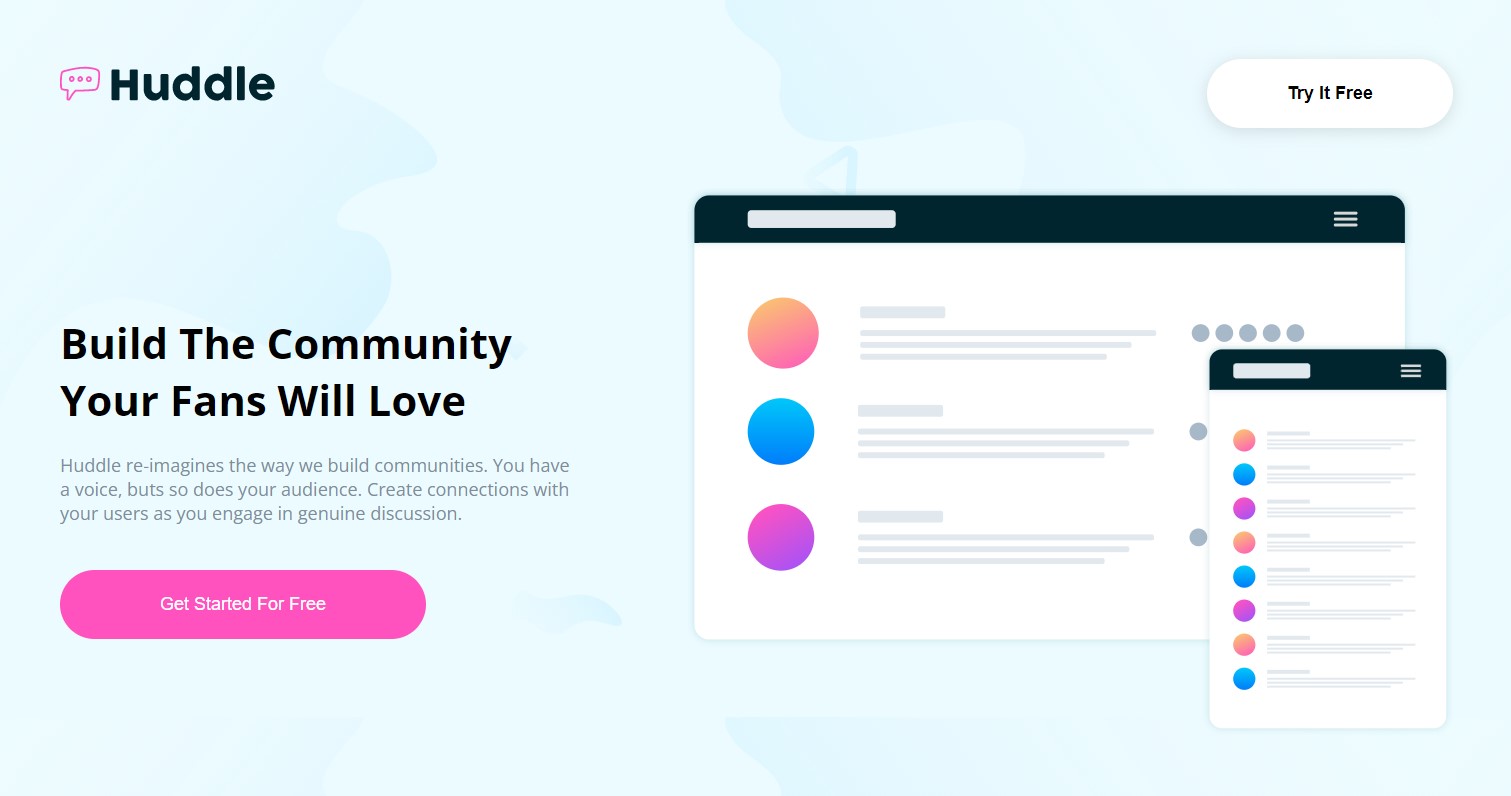 Huddle
Try It Free
Build The Community
Your Fans Will Love
Huddle re-imagines the way we build communities. You have
a voice, buts so does your audience. Create connections with
your users as you engage in genuine discussion.
Get Started For Free